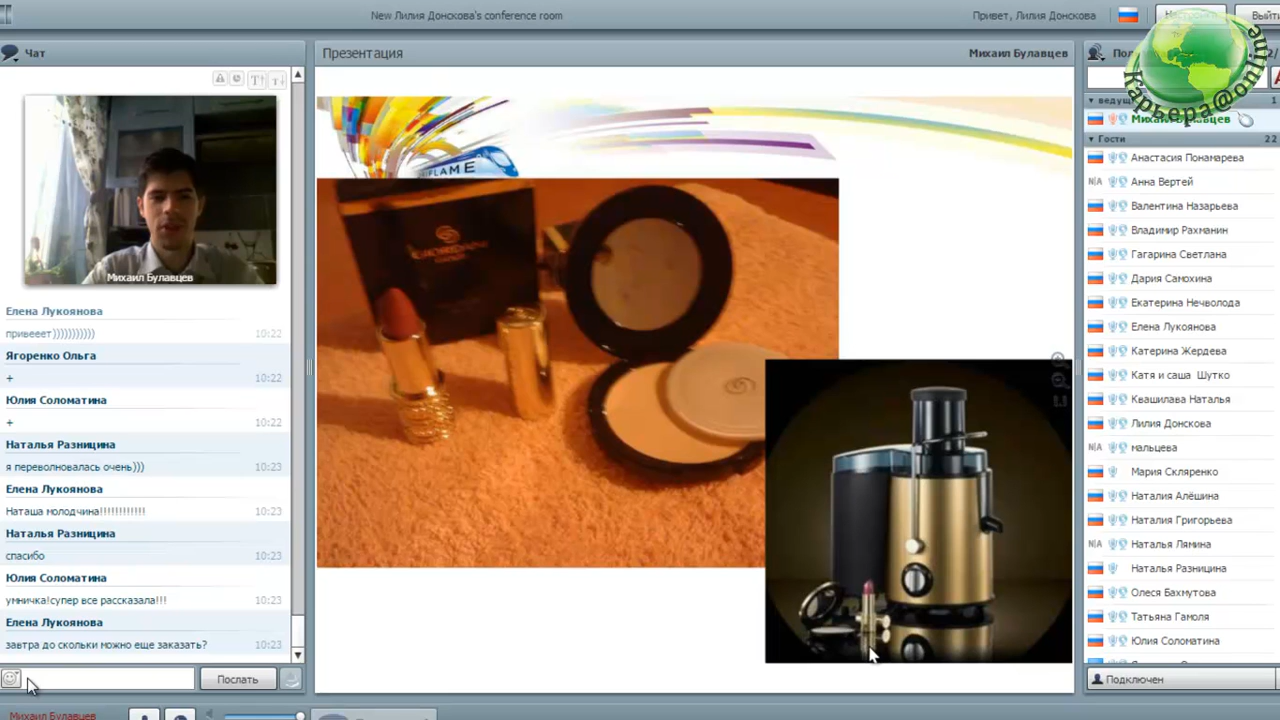 New Лилия Донскова's conference room
Привет, Лилия Донскова
Чат
Михаил Булавцев
Елена Лукоянова
привееет)))))))))))
10:22
Ягоренко Ольга
+
10:22
Юлия Соломатина
+
10:22
Наталья Разницина
я переволновалась очень)))
10:23
Елена Лукоянова
Наташа молодчина!!!!!!!!!!!!
10:23
Наталья Разницина
спасибо
10:23
Юлия Соломатина
умничка!супер все рассказала!!!
10:23
Елена Лукоянова
завтра до скольки можно еще заказать?
10:23
Послать
Михаил Булавцев
Презентация
Михаил Булавцев
FLAME
Карьера@online
Михаил Булавцев
Гости
22
Анастасия Понамарева
N|A Анна Вертей
Валентина Назарьева
Владимир Рахманин
Гагарина Светлана
Дария Самохина
Екатерина Нечволода
Елена Лукоянова
Катерина Жердева
Катя и саша Шутко
Квашилава Наталья
Лилия Донскова
N|A мальцева
Мария Скляренко
Наталия Алёшина
Наталия Григорьева
N|A Наталья Лямина
Наталья Разницина
Олеся Бахмутова
Татьяна Гамоля
Юлия Соломатина
Подключен